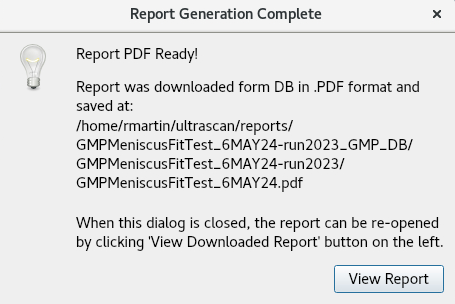 Report Generation Complete
×
Report PDF Ready!
Report was downloaded form DB in .PDF format and
saved at:
/home/rmartin/ultrascan/reports/
GMPMeniscusFitTest_6MAY24-run2023_GMP_DB/
GMPMeniscusFitTest_6MAY24-run2023/
GMPMeniscusFitTest_6MAY24.pdf
When this dialog is closed, the report can be re-opened
by clicking 'View Downloaded Report' button on the left.
View Report